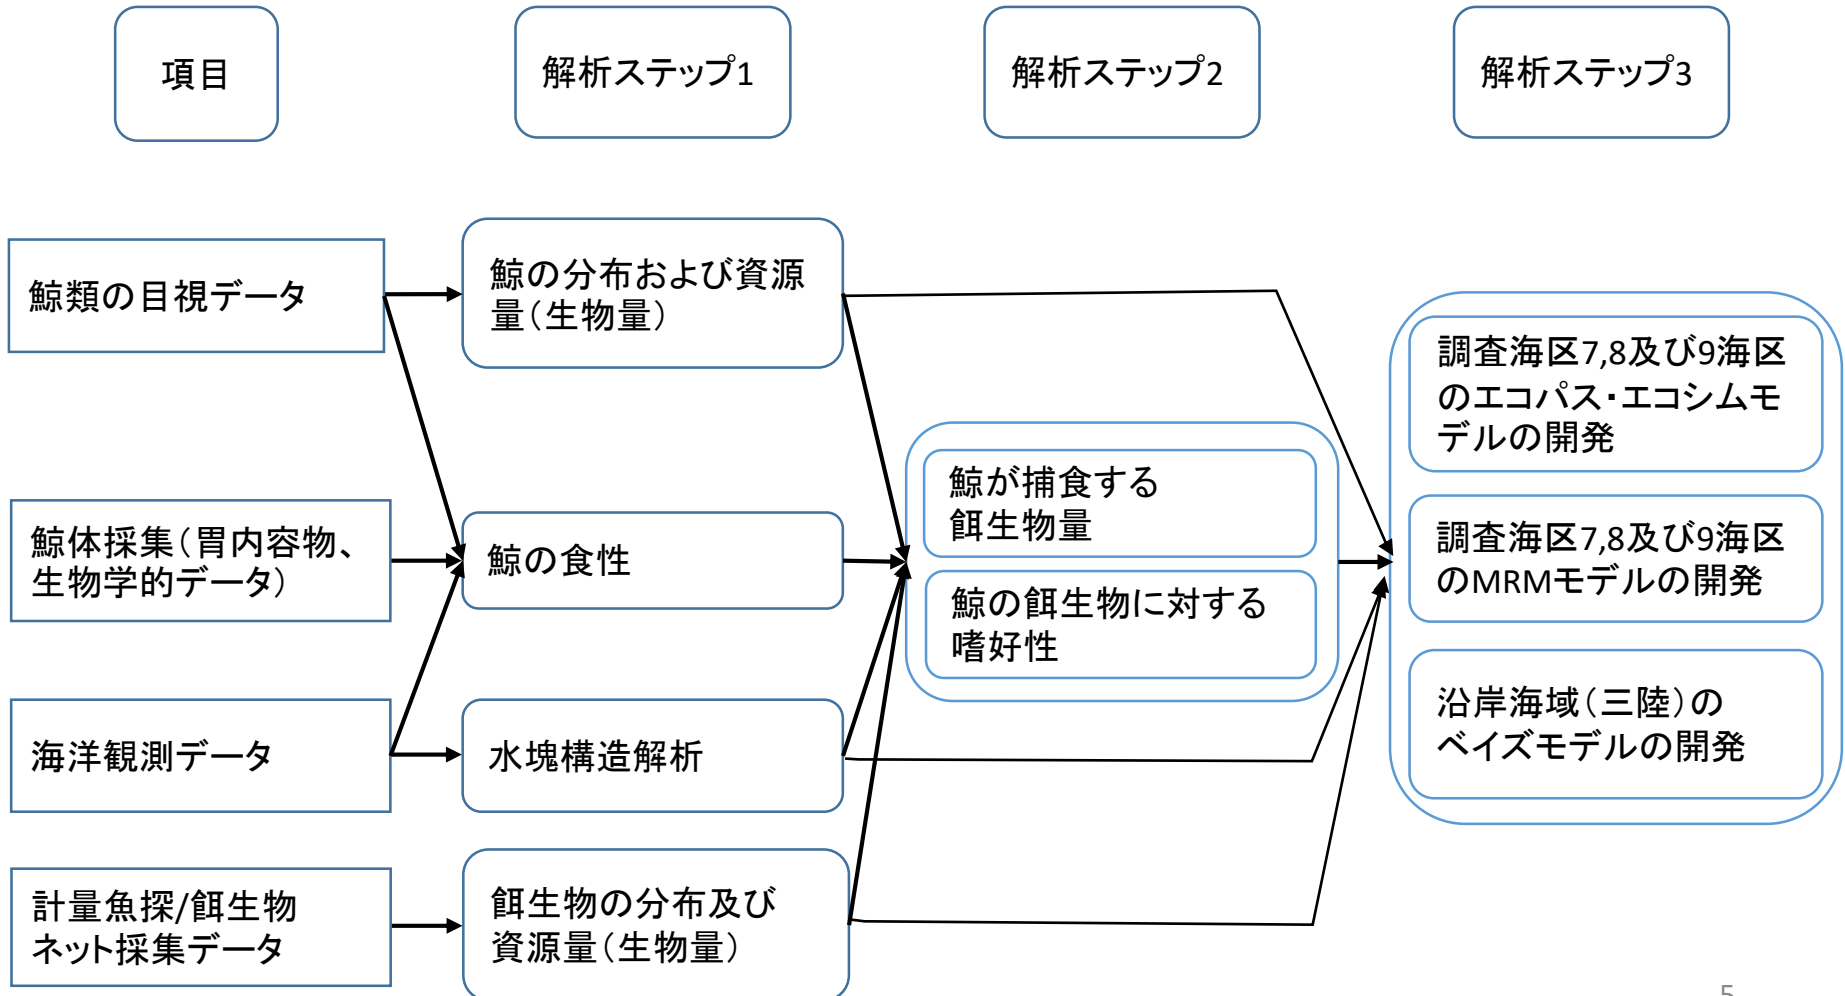 項目
解析ステップ1
解析ステップ2
解析ステップ3
鯨類の目視データ
鯨の分布および資源
量（生物量）
調査海区7,8及び9海区
のエコパス・エコシムモ
デルの開発
鯨が捕食する
餌生物量
鯨体採集（胃内容物、
生物学的データ）
鯨の食性
調査海区7,8及び9海区
のMRMモデルの開発
鯨の餌生物に対する
嗜好性
海洋観測データ
水塊構造解析
沿岸海域（三陸）の
ベイズモデルの開発
計量魚探/餌生物
ネット採集データ
餌生物の分布及び
資源量（生物量）
5